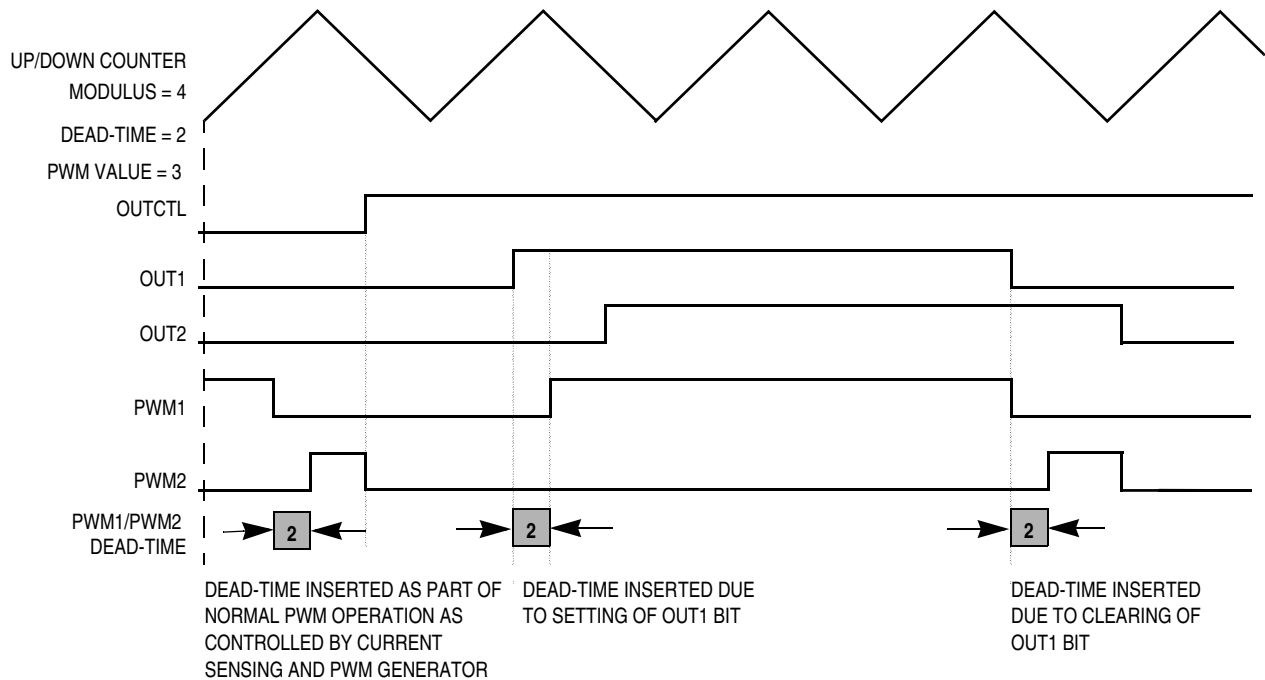 UP/DOWN COUNTER
MODULUS = 4
DEAD-TIME = 2
PWM VALUE = 3
OUTCTL
OUT1
OUT2
PWM1
PWM2
PWM1/PWM2
DEAD-TIME
2
2
2
DEAD-TIME INSERTED AS PART OF
NORMAL PWM OPERATION AS
CONTROLLED BY CURRENT
SENSING AND PWM GENERATOR
DEAD-TIME INSERTED DUE
TO SETTING OF OUT1 BIT
DEAD-TIME INSERTED
DUE TO CLEARING OF
OUT1 BIT